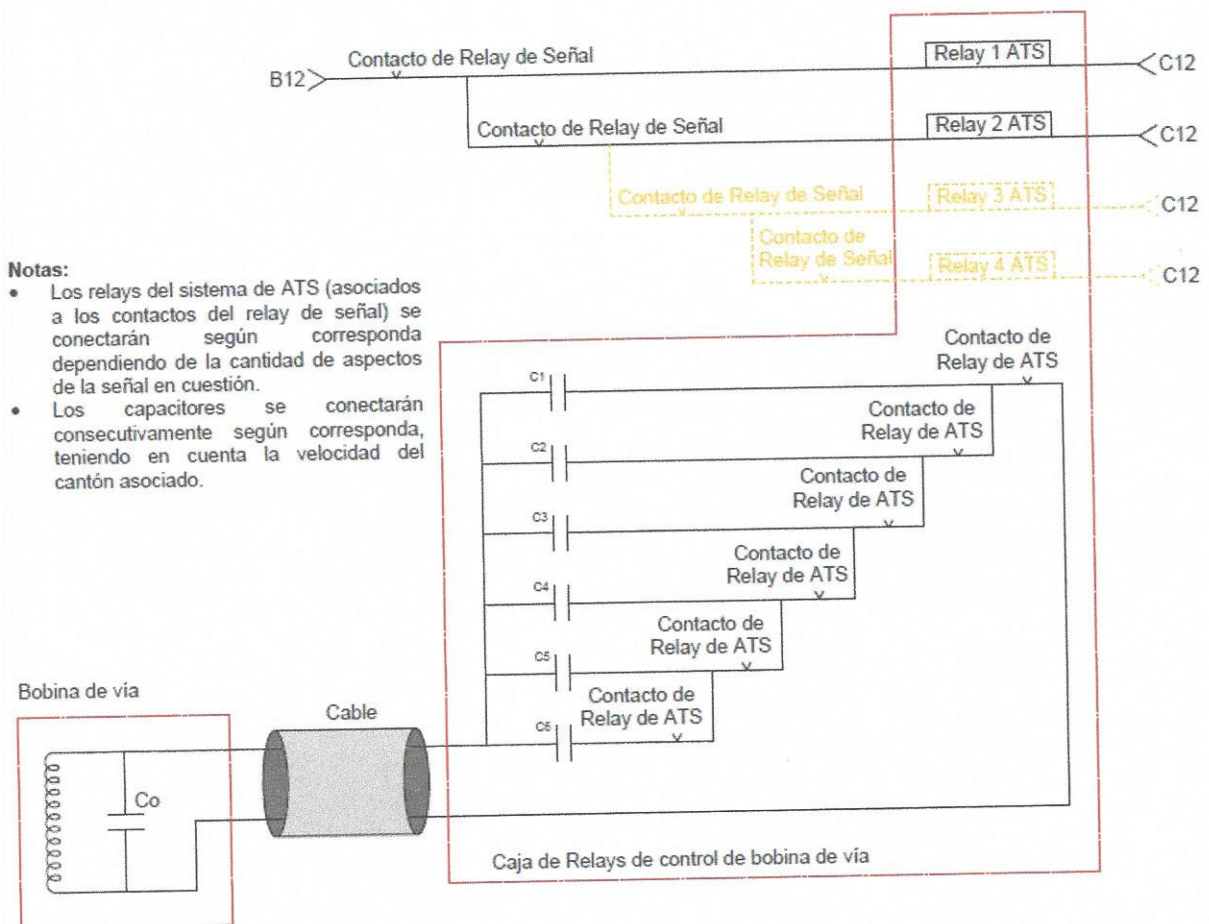 Contacto de Relay de Señal
Relay 1 ATS
B12
C12
Contacto de Relay de Señal
Relay 2 ATS
C12
Contacto de Relay de Señal
Relay 3 ATS
C12
Contacto de
Relay de Señal
Relay 4 ATS
C12
Notas:
• Los relays del sistema de ATS (asociados
a los contactos del relay de señal) se
conectarán según corresponda
dependiendo de la cantidad de aspectos
de la señal en cuestión.
• Los capacitores se conectarán
consecutivamente según corresponda,
teniendo en cuenta la velocidad del
cantón asociado.
Contacto de
Relay de ATS
C1
Contacto de
Relay de ATS
C2
Contacto de
Relay de ATS
C3
Contacto de
Relay de ATS
C4
Contacto de
Relay de ATS
C5
Contacto de
Relay de ATS
C6
Bobina de vía
Cable
Co
Caja de Relays de control de bobina de vía